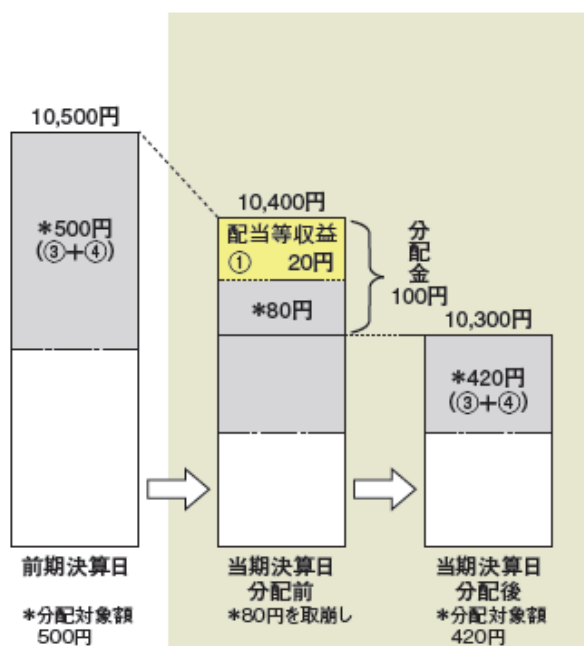 10,500円
*500円
(③+④)
前期決算日
*分配対象額
500円
10,400円
配当等収益
① 20円
*80円
分配金
100円
当期決算日
分配前
*80円を取崩し
10,300円
*420円
(③+④)
当期決算日
分配後
*分配対象額
420円